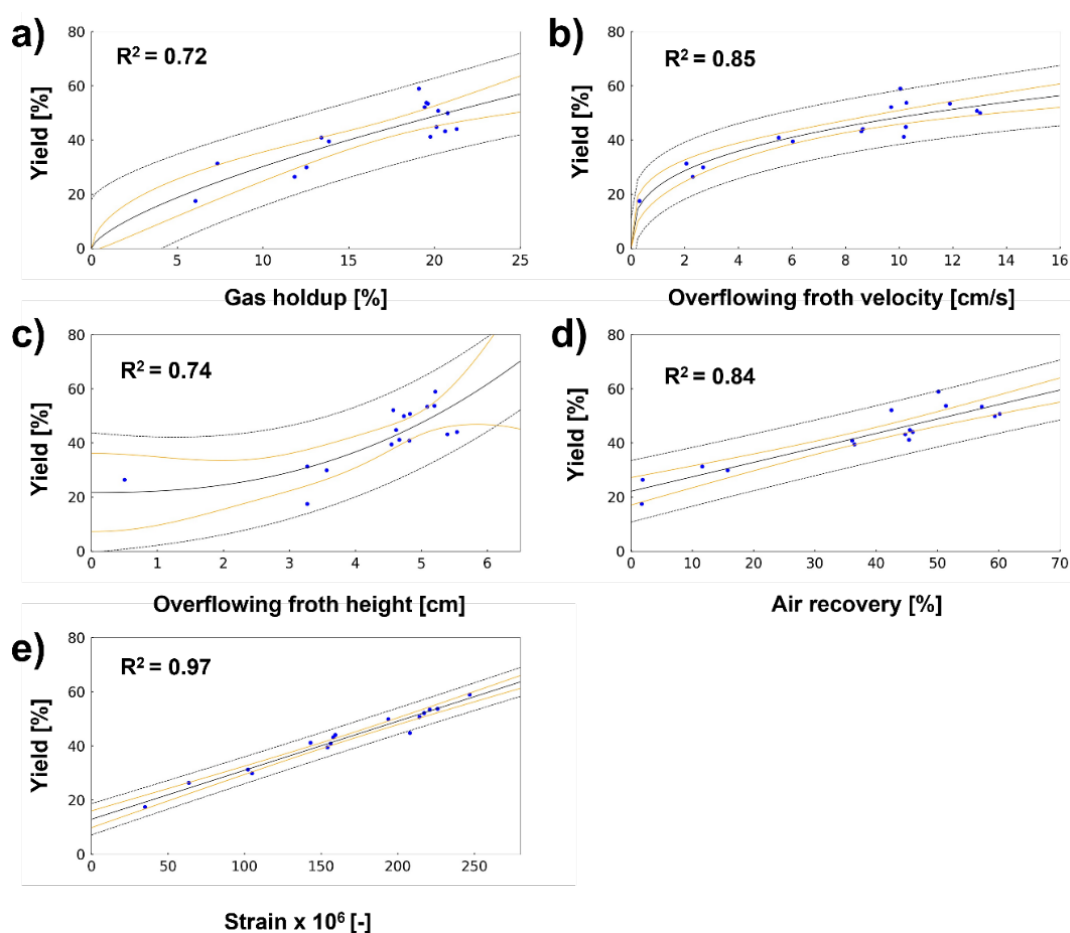 a)
R² = 0.72
Yield [%]
80
60
40
20
0
0 5 10 15 20 25
Gas holdup [%]
b)
R² = 0.85
Yield [%]
80
60
40
20
0
0 2 4 6 8 10 12 14 16
Overflowing froth velocity [cm/s]
c)
R² = 0.74
Yield [%]
80
60
40
20
0
0 1 2 3 4 5 6
Overflowing froth height [cm]
d)
R² = 0.84
Yield [%]
80
60
40
20
0
0 10 20 30 40 50 60 70
Air recovery [%]
e)
R² = 0.97
Yield [%]
80
60
40
20
0
0 50 100 150 200 250
Strain x 10⁶ [-]